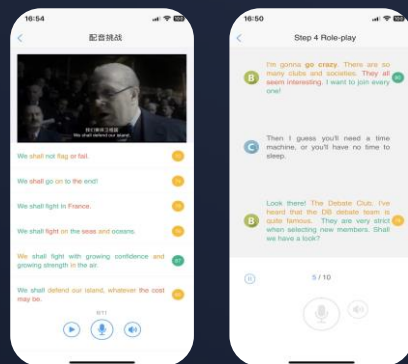 16:54
配音挑战
We shall defend our island.
We shall not flag or fail.
We shall go on to the end!
We shall fight in France.
We shall fight on the seas and oceans.
We shall fight with growing confidence and
growing strength in the air.
We shall defend our island, whatever the cost
may be.
16:50
Step 4 Role-play
I'm gonna go crazy. There are so
many clubs and societies. They all
seem interesting. I want to join every
one!
B
Then I guess you'll need a time
machine, or you'll have no time to
sleep.
C
Look there! The Debate Club. I've
heard that the DB debate team is
quite famous. They are very strict
when selecting new members. Shall
we have a look?
B
5 / 10